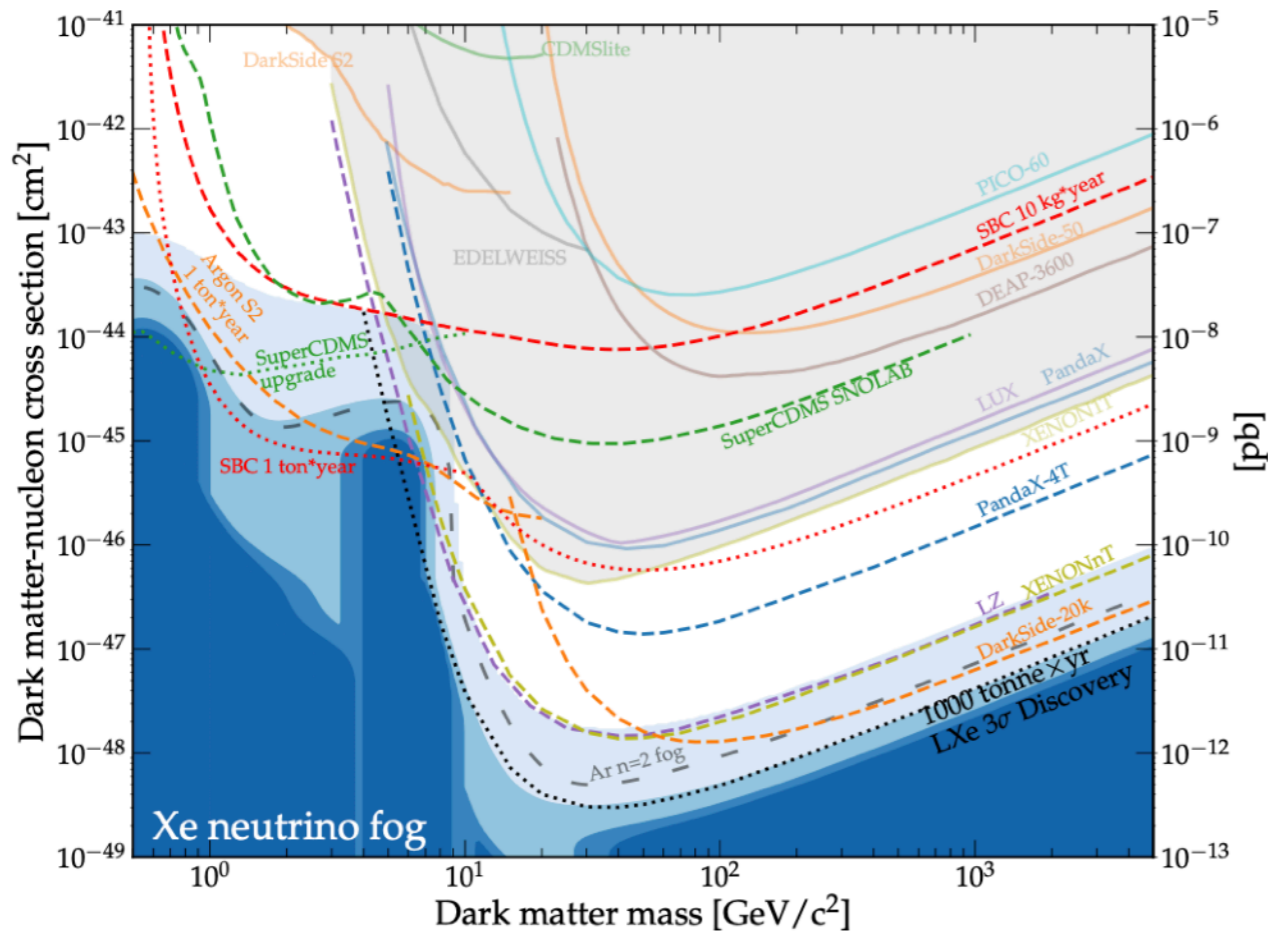 10⁻⁴¹
10⁻⁴²
10⁻⁴³
10⁻⁴⁴
10⁻⁴⁵
10⁻⁴⁶
10⁻⁴⁷
10⁻⁴⁸
10⁻⁴⁹
Dark matter-nucleon cross section [cm²]
10⁻⁵
10⁻⁶
10⁻⁷
10⁻⁸
10⁻⁹
10⁻¹⁰
10⁻¹¹
10⁻¹²
10⁻¹³
[pb]
DarkSide S2
CDMSlite
PICO-60
SBC 10 kg*year
EDELWEISS
DarkSide-50
DEAP-3600
Argon S2
1 ton*year
SuperCDMS
upgrade
SuperCDMS SNOLAB
LUX
PandaX
XENON1T
SBC 1 ton*year
PandaX-4T
LZ
XENONnT
DarkSide-20k
1000 tonne×yr
LXe 3σ Discovery
Ar n=2 fog
Xe neutrino fog
10⁰
10¹
10²
10³
Dark matter mass [GeV/c²]